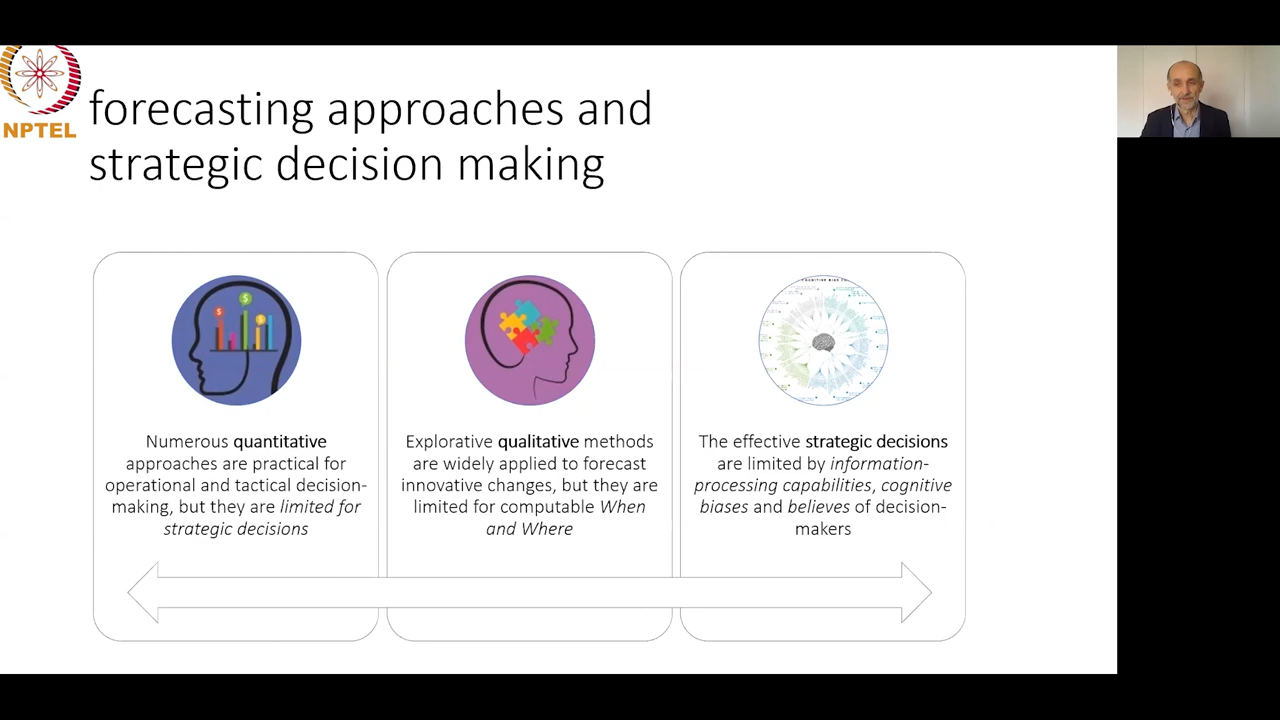 NPTEL
forecasting approaches and
strategic decision making
Numerous quantitative
approaches are practical for
operational and tactical decision-
making, but they are limited for
strategic decisions
Explorative qualitative methods
are widely applied to forecast
innovative changes, but they are
limited for computable When
and Where
The effective strategic decisions
are limited by information-
processing capabilities, cognitive
biases and believes of decision-
makers